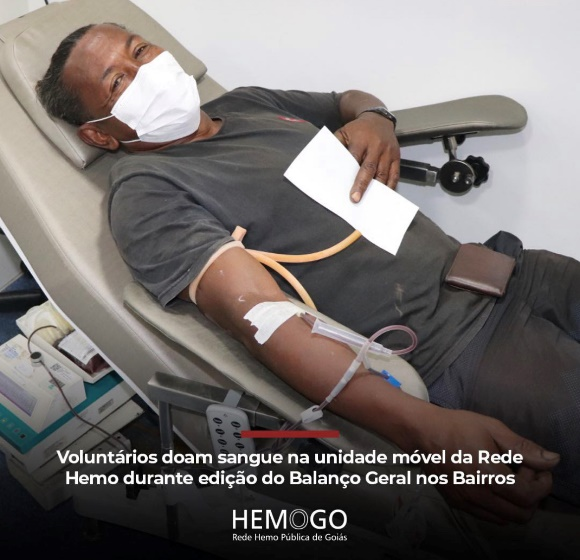 Voluntários doam sangue na unidade móvel da Rede
Hemo durante edição do Balanço Geral nos Bairros
HEMOGO
Rede Hemo Pública de Goiás